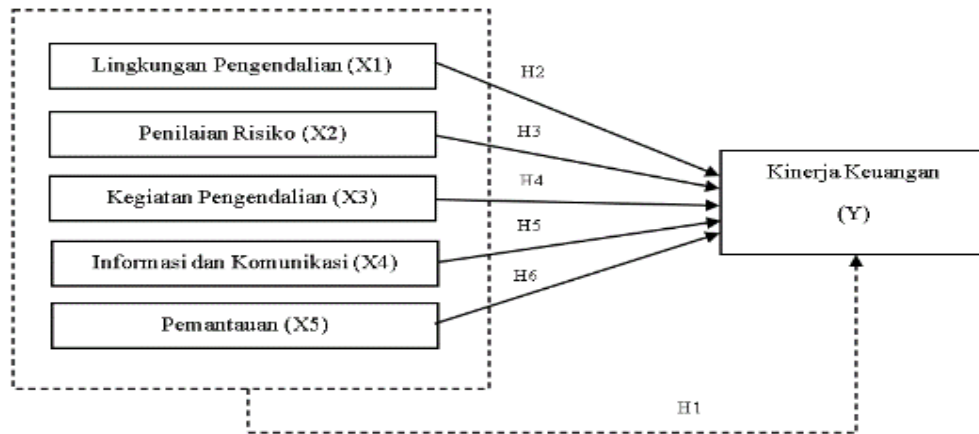 Lingkungan Pengendalian (X1)
H2
Penilaian Risiko (X2)
H3
Kegiatan Pengendalian (X3)
H4
Informasi dan Komunikasi (X4)
H5
Pemantauan (X5)
H6
Kinerja Keuangan
(Y)
H1